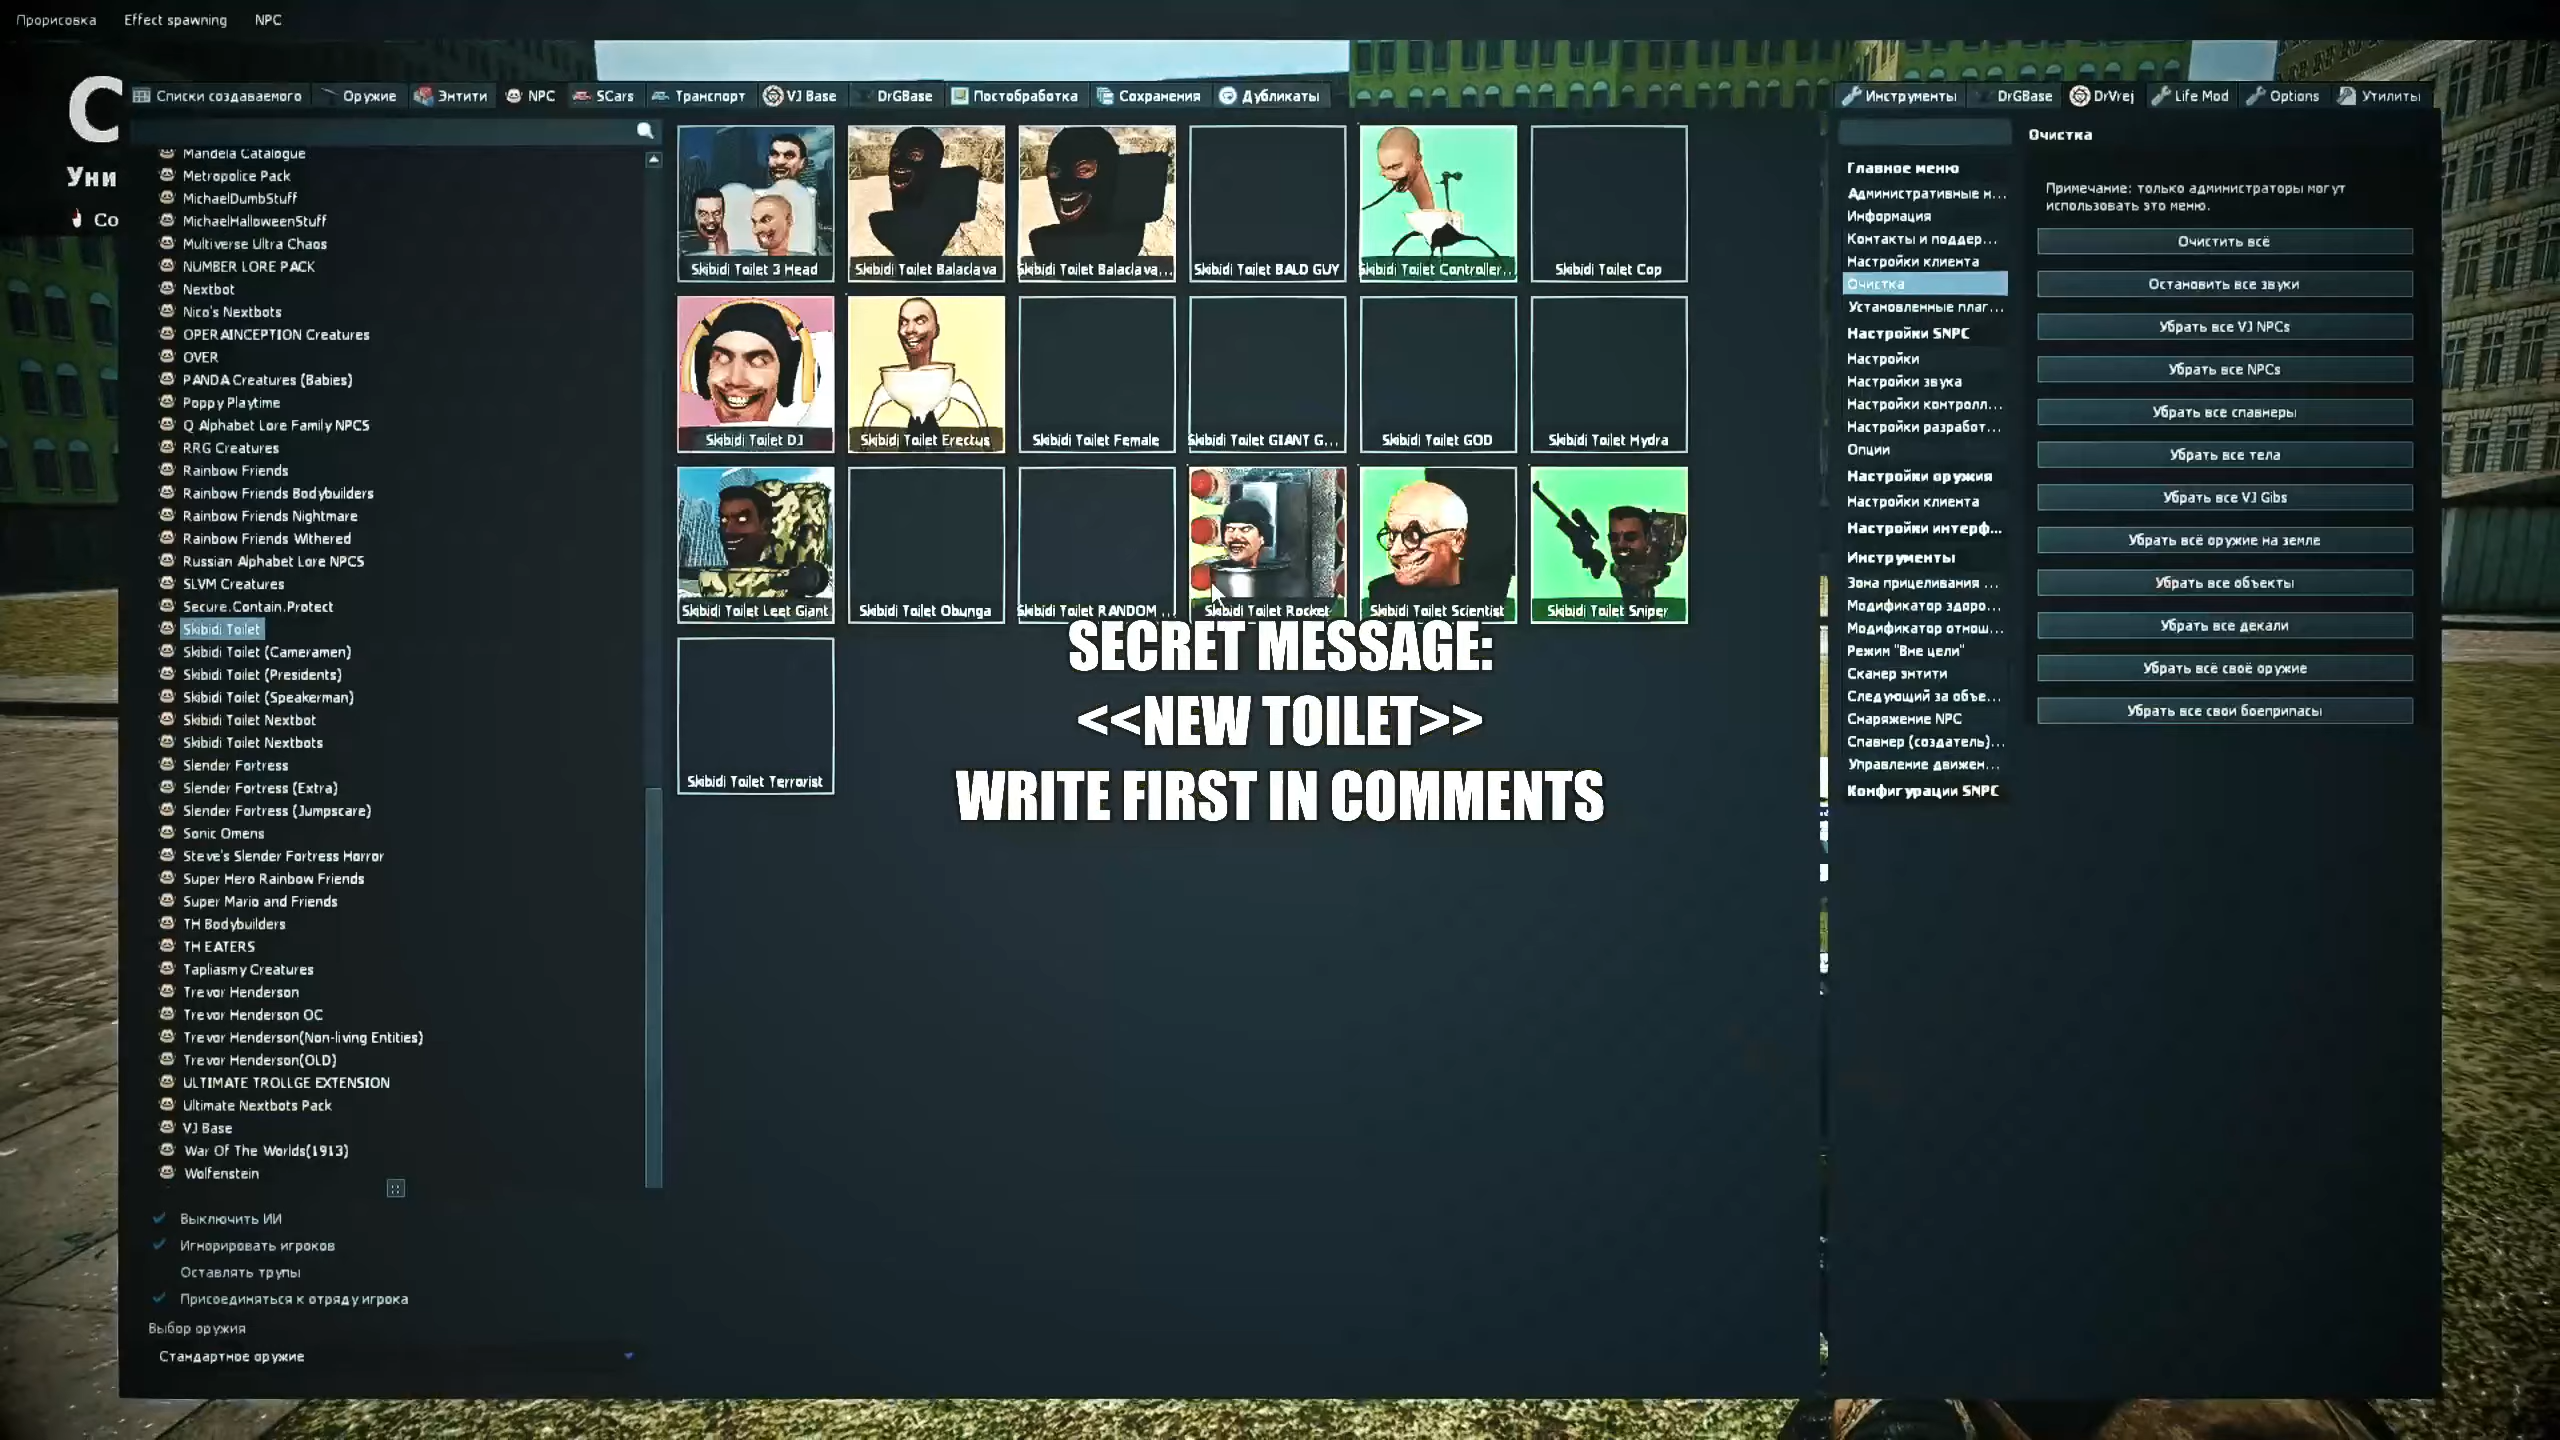 Прорисовка Effect spawning NPC
С
Уни
Со
Списки создаваемого Оружие Энтити NPC SCars Транспорт VJ Base DrGBase Постобработка Сохранения Дубликаты
Mandela Catalogue
Metropolice Pack
MichaelDumbStuff
MichaelHalloweenStuff
Multiverse Ultra Chaos
NUMBER LORE PACK
Nextbot
Nico's Nextbots
OPERAINCEPTION Creatures
OVER
PANDA Creatures (Babies)
Poppy Playtime
Q Alphabet Lore Family NPCS
RRG Creatures
Rainbow Friends
Rainbow Friends Bodybuilders
Rainbow Friends Nightmare
Rainbow Friends Withered
Russian Alphabet Lore NPCS
SLVM Creatures
Secure.Contain.Protect
Skibidi Toilet
Skibidi Toilet (Cameramen)
Skibidi Toilet (Presidents)
Skibidi Toilet (Speakerman)
Skibidi Toilet Nextbot
Skibidi Toilet Nextbots
Slender Fortress
Slender Fortress (Extra)
Slender Fortress (Jumpscare)
Sonic Omens
Steve's Slender Fortress Horror
Super Hero Rainbow Friends
Super Mario and Friends
TH Bodybuilders
TH EATERS
Tapliasmy Creatures
Trevor Henderson
Trevor Henderson OC
Trevor Henderson(Non-living Entities)
Trevor Henderson(OLD)
ULTIMATE TROLLGE EXTENSION
Ultimate Nextbots Pack
VJ Base
War Of The Worlds(1913)
Wolfenstein
Выключить ИИ
Игнорировать игроков
Оставлять трупы
Присоединяться к отряду игрока
Выбор оружия
Стандартное оружие
Skibidi Toilet 3 Head Skibidi Toilet Balaclava Skibidi Toilet Balaclava... Skibidi Toilet BALD GUY Skibidi Toilet Controller... Skibidi Toilet Cop
Skibidi Toilet DJ Skibidi Toilet Erectus Skibidi Toilet Female Skibidi Toilet GIANT G... Skibidi Toilet GOD Skibidi Toilet Hydra
Skibidi Toilet Leet Giant Skibidi Toilet Obunga Skibidi Toilet RANDOM ... Skibidi Toilet Rocket Skibidi Toilet Scientist Skibidi Toilet Sniper
Skibidi Toilet Terrorist
SECRET MESSAGE:
<<NEW TOILET>>
WRITE FIRST IN COMMENTS
Инструменты DrGBase DrVrej Life Mod Options Утилиты
Главное меню
Административные н...
Информация
Контакты и поддер...
Настройки клиента
Очистка
Установленные плаг...
Настройки SNPC
Настройки
Настройки звука
Настройки контролл...
Настройки разработ...
Опции
Настройки оружия
Настройки клиента
Настройки интерф...
Инструменты
Зона прицеливания ...
Модификатор здоро...
Модификатор отнош...
Режим "Вне цели"
Сканер энтити
Следующий за объе...
Снаряжение NPC
Спавнер (создатель)...
Управление движен...
Конфигурации SNPC
Очистка
Примечание: только администраторы могут
использовать это меню.
Очистить всё
Остановить все звуки
Убрать все VJ NPCs
Убрать все NPCs
Убрать все спавнеры
Убрать все тела
Убрать все VJ Gibs
Убрать всё оружие на земле
Убрать все объекты
Убрать все декали
Убрать всё своё оружие
Убрать все свои боеприпасы